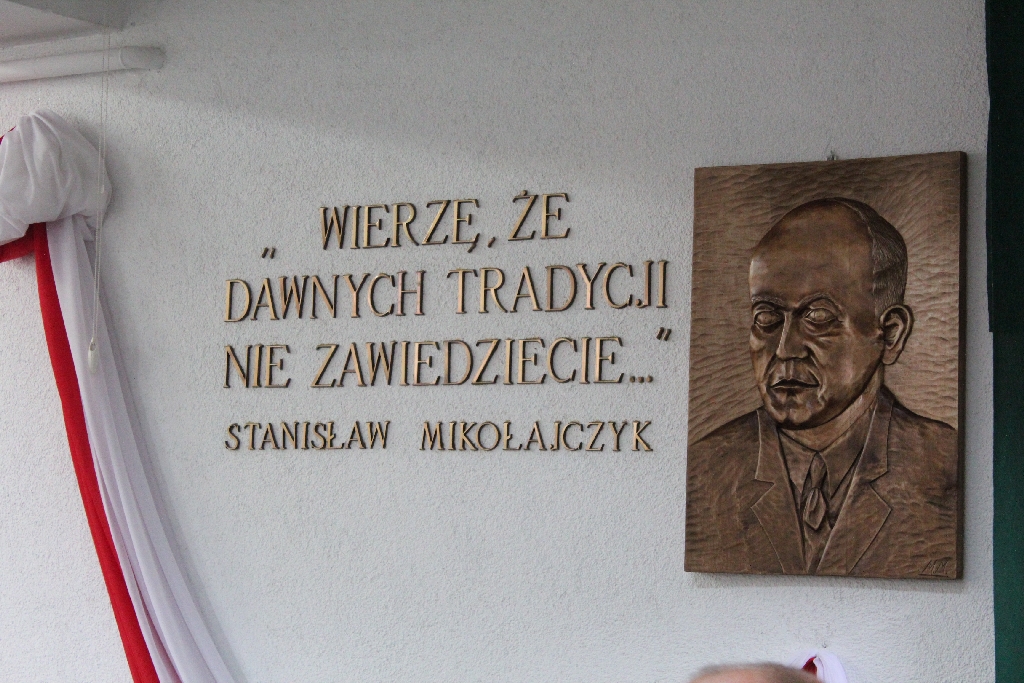 „ WIERZĘ, ŻE
DAWNYCH TRADYCJI
NIE ZAWIEDZIECIE..."
STANISŁAW MIKOŁAJCZYK